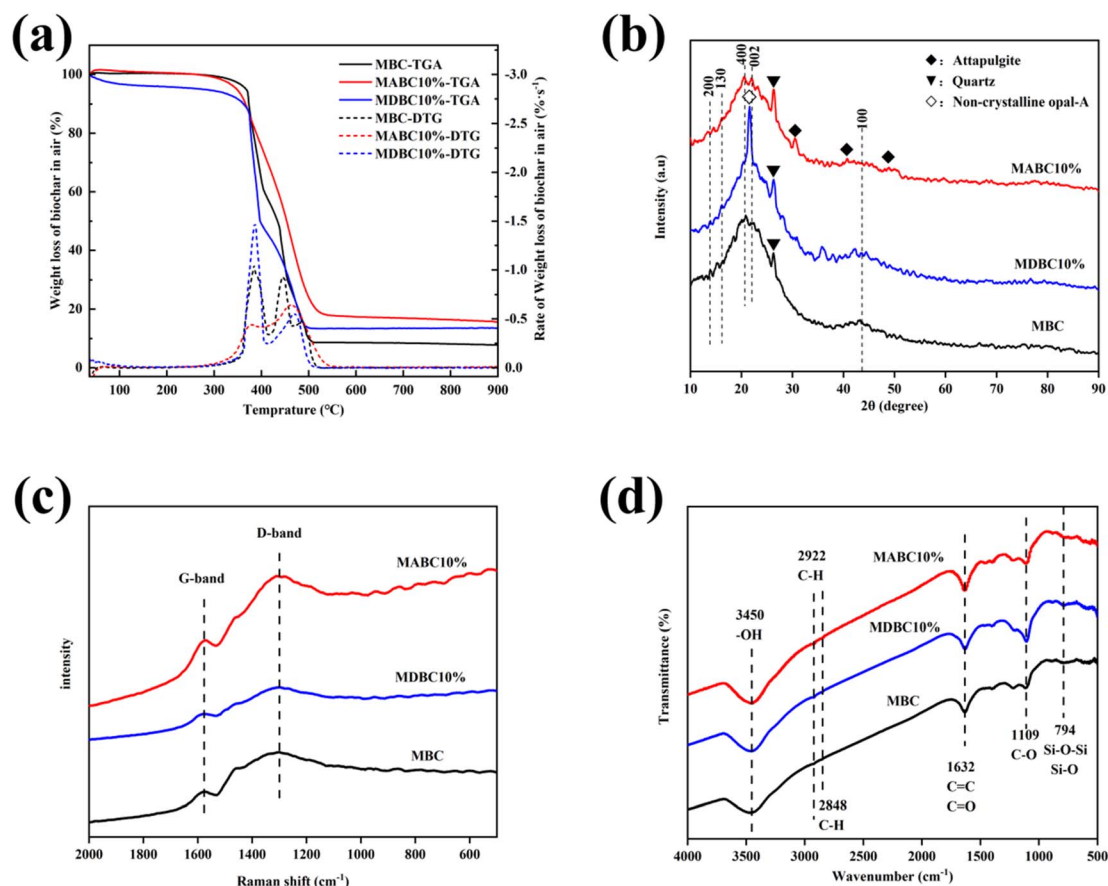 (a)
MBC-TGA
MABC10%-TGA
MDBC10%-TGA
MBC-DTG
MABC10%-DTG
MDBC10%-DTG
Weight loss of biochar in air (%)
100
80
60
40
20
0
Rate of Weight loss of biochar in air (%·s⁻¹)
-3.0
-2.5
-2.0
-1.5
-1.0
-0.5
0.0
100 200 300 400 500 600 700 800 900
Temprature (°C)
(b)
200
130
400
002
100
◆: Attapulgite
▼: Quartz
◇: Non-crystalline opal-A
MABC10%
MDBC10%
MBC
Intensity (a.u)
10 20 30 40 50 60 70 80 90
2θ (degree)
(c)
D-band
G-band
MABC10%
MDBC10%
MBC
intensity
2000 1800 1600 1400 1200 1000 800 600
Raman shift (cm⁻¹)
(d)
MABC10%
MDBC10%
MBC
2922
C-H
3450
-OH
2848
C-H
1632
C=C
C=O
1109
C-O
794
Si-O-Si
Si-O
Transmittance (%)
4000 3500 3000 2500 2000 1500 1000 500
Wavenumber (cm⁻¹)